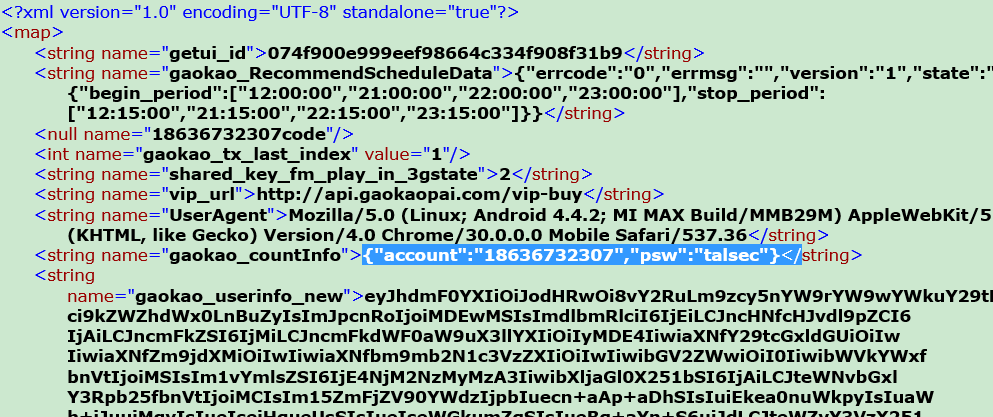 <?xml version="1.0" encoding="UTF-8" standalone="true"?>
<map>
<string name="getui_id">074f900e999eef98664c334f908f31b9</string>
<string name="gaokao_RecommendScheduleData">{"errcode":"0","errmsg":"","version":"1","state":"
{"begin_period":["12:00:00","21:00:00","22:00:00","23:00:00"],"stop_period":
["12:15:00","21:15:00","22:15:00","23:15:00"]}}</string>
<null name="18636732307code"/>
<int name="gaokao_tx_last_index" value="1"/>
<string name="shared_key_fm_play_in_3gstate">2</string>
<string name="vip_url">http://api.gaokaopai.com/vip-buy</string>
<string name="UserAgent">Mozilla/5.0 (Linux; Android 4.4.2; MI MAX Build/MMB29M) AppleWebKit/5
(KHTML, like Gecko) Version/4.0 Chrome/30.0.0.0 Mobile Safari/537.36</string>
<string name="gaokao_countInfo">{"account":"18636732307","psw":"talsec"}</string>
<string
name="gaokao_userinfo_new">eyJhdmF0YXIiOiJodHRwOi8vY2RuLm9zcy5nYW9rYW9wYWkuY29t
ci9kZWZhdWx0LnBuZyIsImJpcnRoIjoiMDEwMSIsImdlbmRlciI6IjEiLCJncHNfcHJvdl9pZCI6
IjAiLCJncmFkZSI6IjMiLCJncmFkdWF0aW9uX3llYXIiOiIyMDE4IiwiaXNfY29tcGxldGUiOiIw
IiwiaXNfZm9jdXMiOiIwIiwiaXNfbm9mb2N1c3VzZXIiOiIwIiwibGV2ZWwiOiI0IiwibWVkYWxf
bnVtIjoiMSIsIm1vYmlsZSI6IjE4NjM2NzMyMzA3IiwibXljaGl0X251bSI6IjAiLCJteWNvbGxl
Y3Rpb25fbnVtIjoiMCIsIm15ZmFjZV90YWdzIjpbIuecn+aAp+aDhSIsIuiEkea0nuWkpyIsIuaW